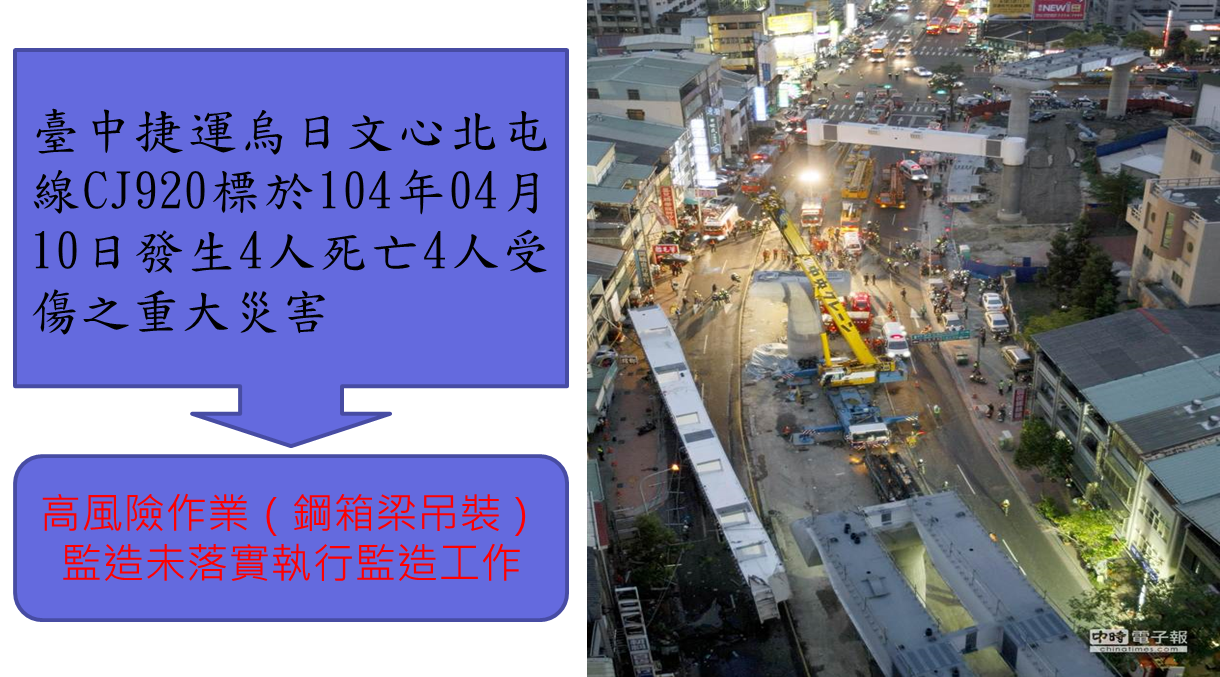 臺中捷運烏日文心北屯
線CJ920標於104年04月
10日發生4人死亡4人受
傷之重大災害
高風險作業（鋼箱梁吊裝）
監造未落實執行監造工作
NEW
中時電子報
chinatimes.com